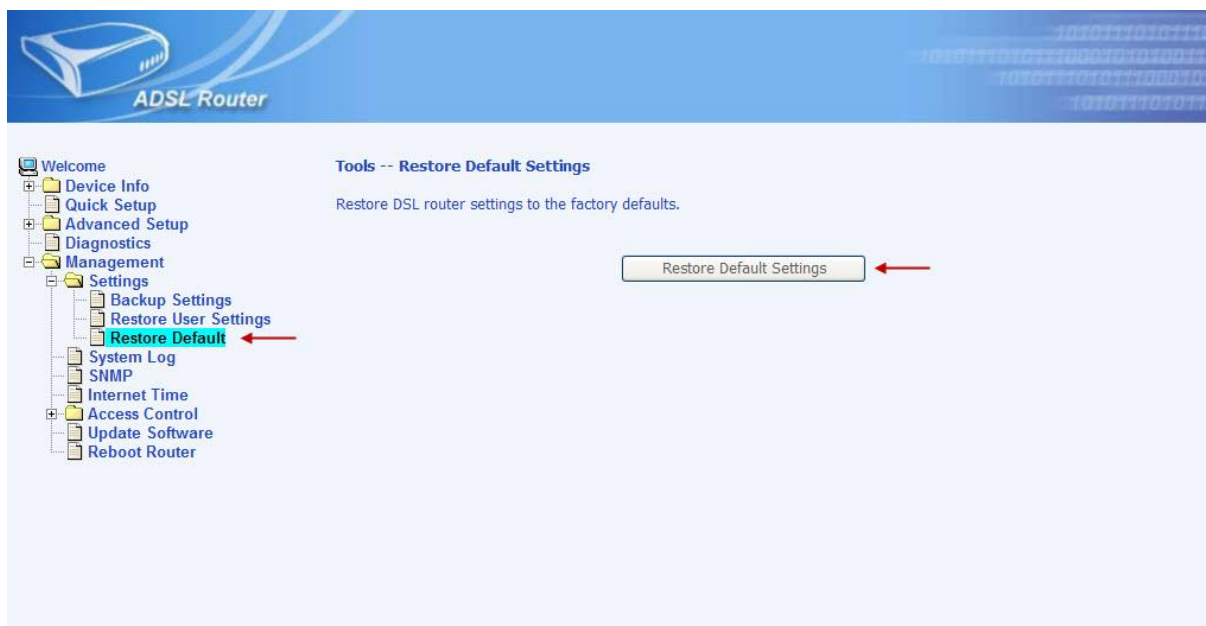 ADSL Router
Welcome
Device Info
Quick Setup
Advanced Setup
Diagnostics
Management
Settings
Backup Settings
Restore User Settings
Restore Default
System Log
SNMP
Internet Time
Access Control
Update Software
Reboot Router
Tools -- Restore Default Settings
Restore DSL router settings to the factory defaults.
Restore Default Settings